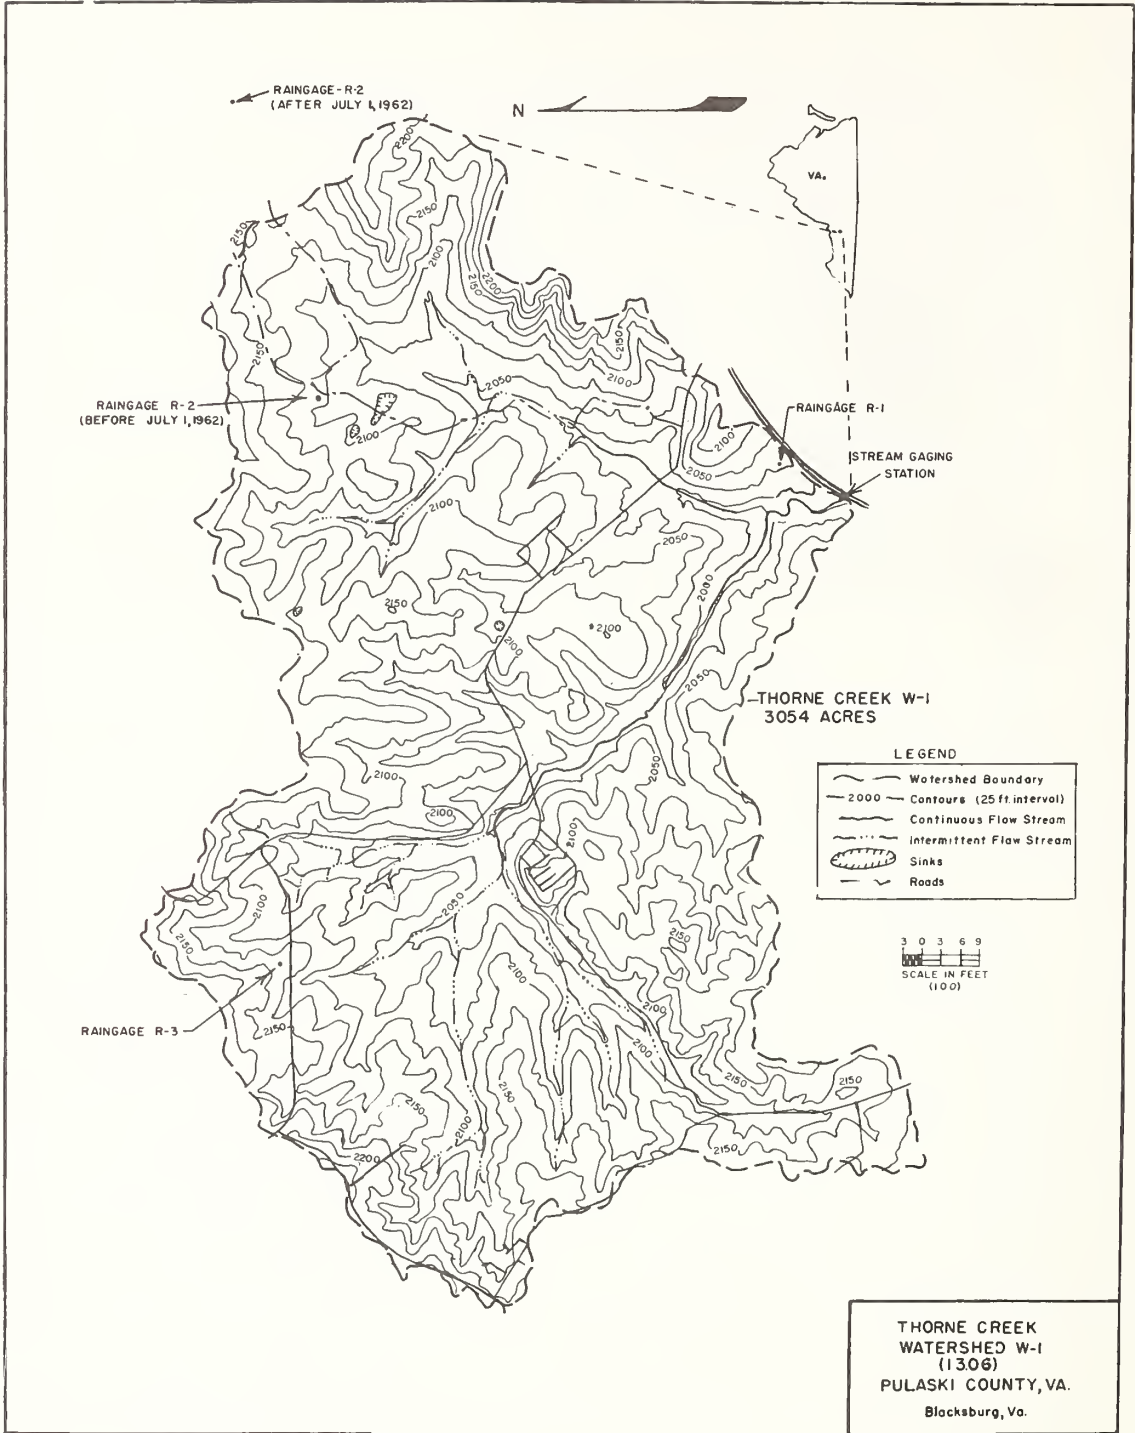 RAINGAGE-R-2
(AFTER JULY 1, 1962)
N
VA.
2200
2150
2150
2100
2200
2150
2150
2150
2100
2050
RAINGAGE R-2
(BEFORE JULY 1, 1962)
2100
RAINGAGE R-1
2100
STREAM GAGING
STATION
2050
2100
2050
2000
2150
2100
2100
2050
THORNE CREEK W-1
3054 ACRES
2050
2100
2100
2100
LEGEND
Watershed Boundary
2000 Contours (25 ft. interval)
Continuous Flow Stream
Intermittent Flow Stream
Sinks
Roads
2100
2050
2150
2150
3 0 3 6 9
SCALE IN FEET
(100)
2100
RAINGAGE R-3
2150
2100
2100
2150
2150
2150
2150
2100
2200
2150
THORNE CREEK
WATERSHED W-1
(13.06)
PULASKI COUNTY, VA.
Blacksburg, Va.